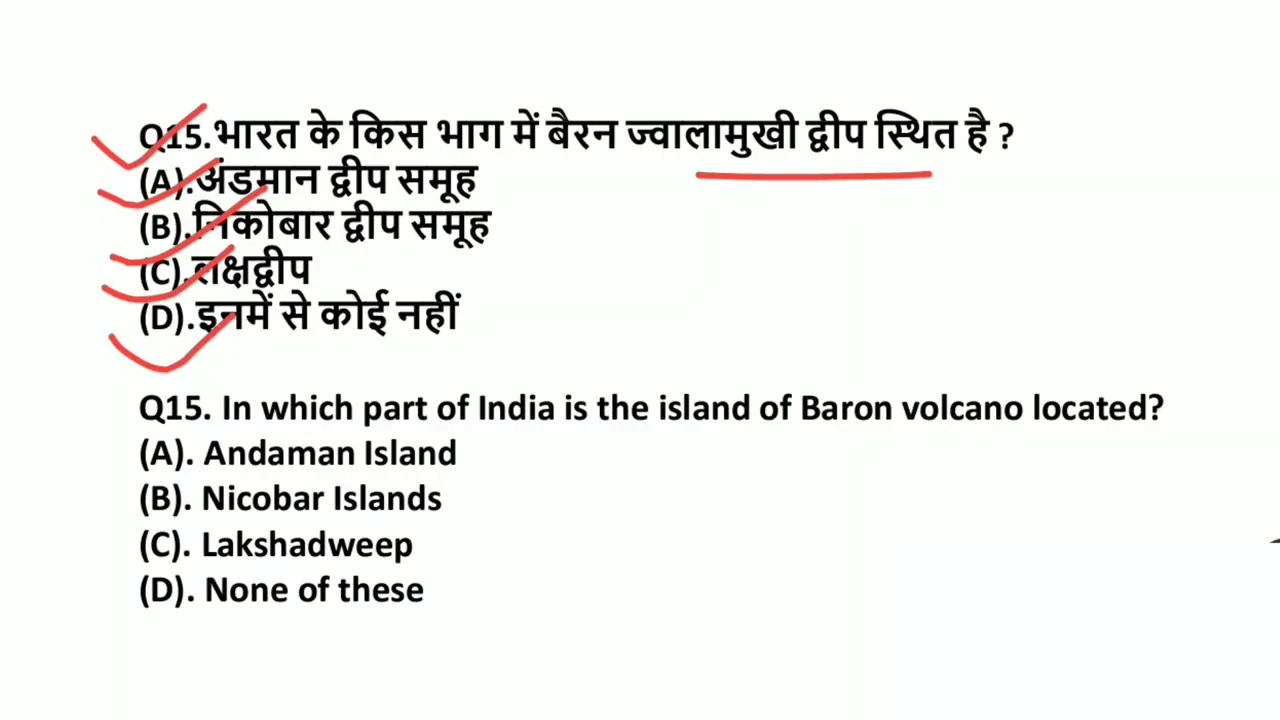 Q15.भारत के किस भाग में बैरन ज्वालामुखी द्वीप स्थित है ?
(A).अंडमान द्वीप समूह
(B).निकोबार द्वीप समूह
(C).लक्षद्वीप
(D).इनमें से कोई नहीं
Q15. In which part of India is the island of Baron volcano located?
(A). Andaman Island
(B). Nicobar Islands
(C). Lakshadweep
(D). None of these